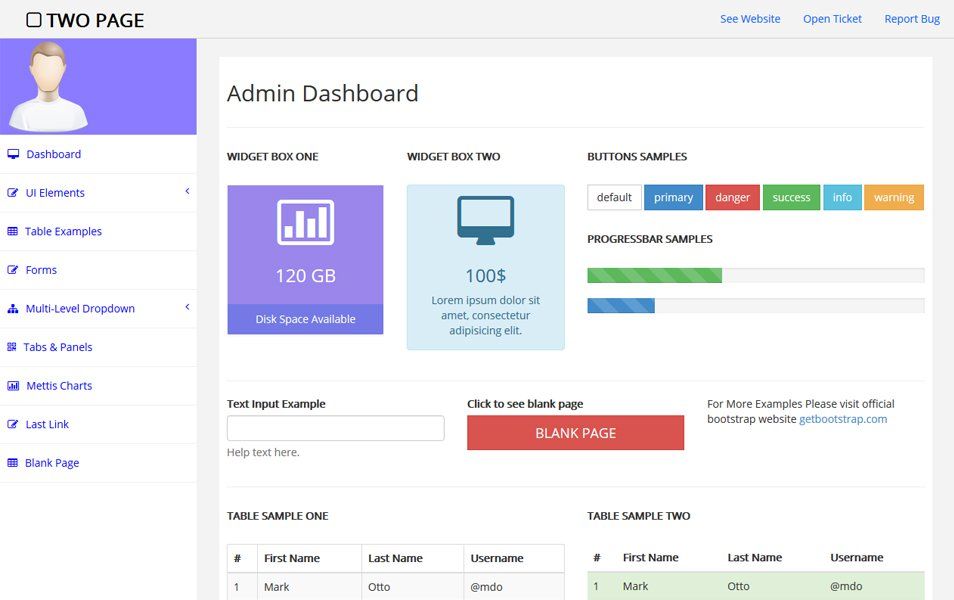 TWO PAGE
See Website
Open Ticket
Report Bug
Dashboard
UI Elements
Table Examples
Forms
Multi-Level Dropdown
Tabs & Panels
Mettis Charts
Last Link
Blank Page
Admin Dashboard
WIDGET BOX ONE
120 GB
Disk Space Available
WIDGET BOX TWO
100$
Lorem ipsum dolor sit
amet, consectetur
adipisicing elit.
BUTTONS SAMPLES
default
primary
danger
success
info
warning
PROGRESSBAR SAMPLES
Text Input Example
Help text here.
Click to see blank page
BLANK PAGE
For More Examples Please visit official
bootstrap website getbootstrap.com
TABLE SAMPLE ONE
# First Name Last Name Username
1 Mark Otto @mdo
TABLE SAMPLE TWO
# First Name Last Name Username
1 Mark Otto @mdo